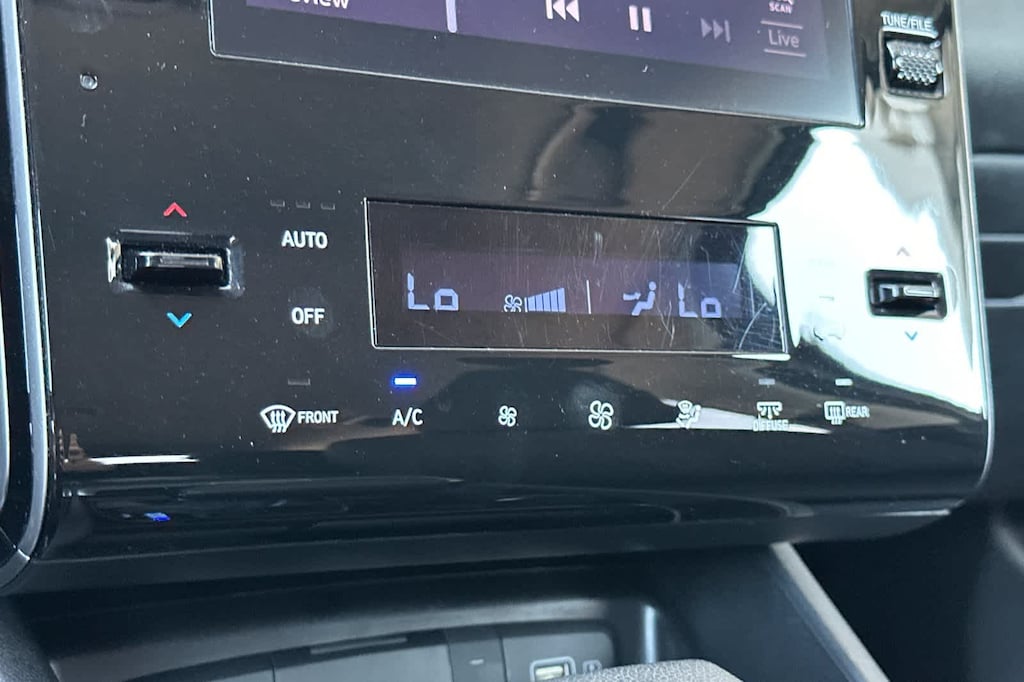 SCAN
Live
TUNE/FILE
AUTO
OFF
Lo
Lo
FRONT
A/C
DIFFUSE
REAR